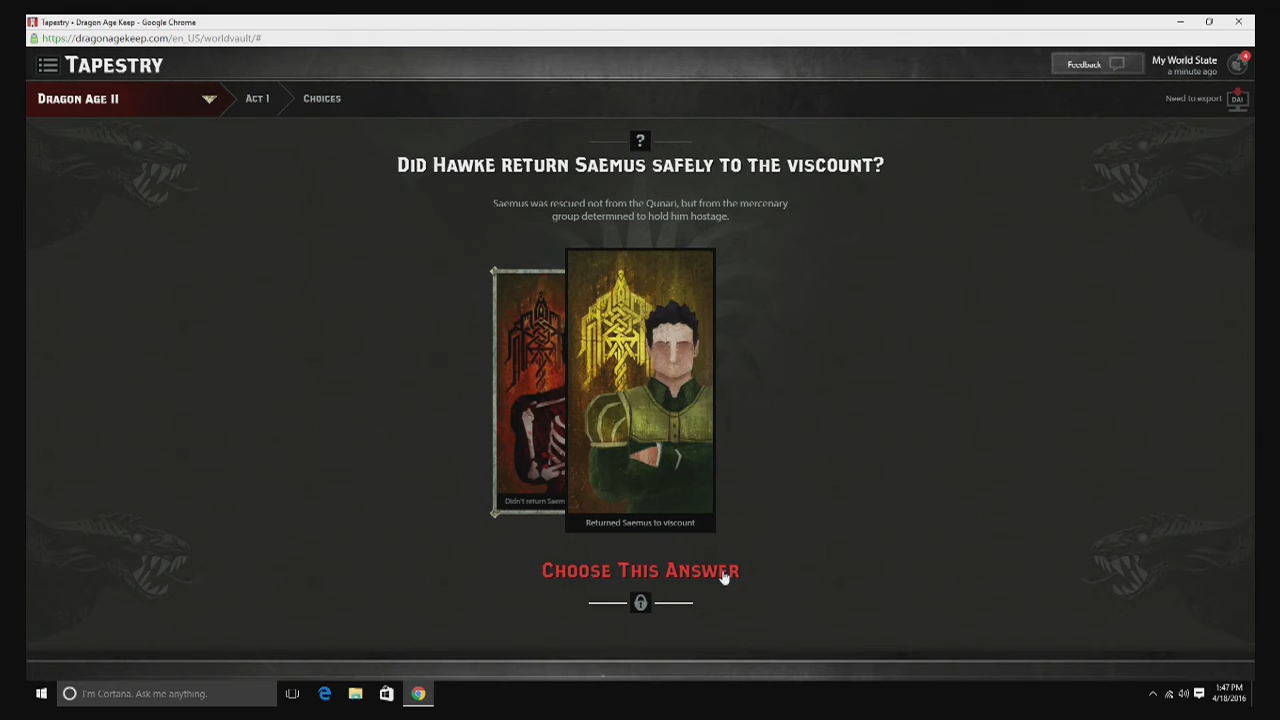 Tapestry • Dragon Age Keep - Google Chrome
https://dragonagekeep.com/en_US/worldvault/#
TAPESTRY
Feedback
My World State
4
a minute ago
DRAGON AGE II
ACT I
CHOICES
Need to export
DAI
?
DID HAWKE RETURN SAEMUS SAFELY TO THE VISCOUNT?
Saemus was rescued not from the Qunari, but from the mercenary
group determined to hold him hostage.
Didn't return Saem
Returned Saemus to viscount
CHOOSE THIS ANSWER
I'm Cortana. Ask me anything.
1:47 PM
4/18/2016